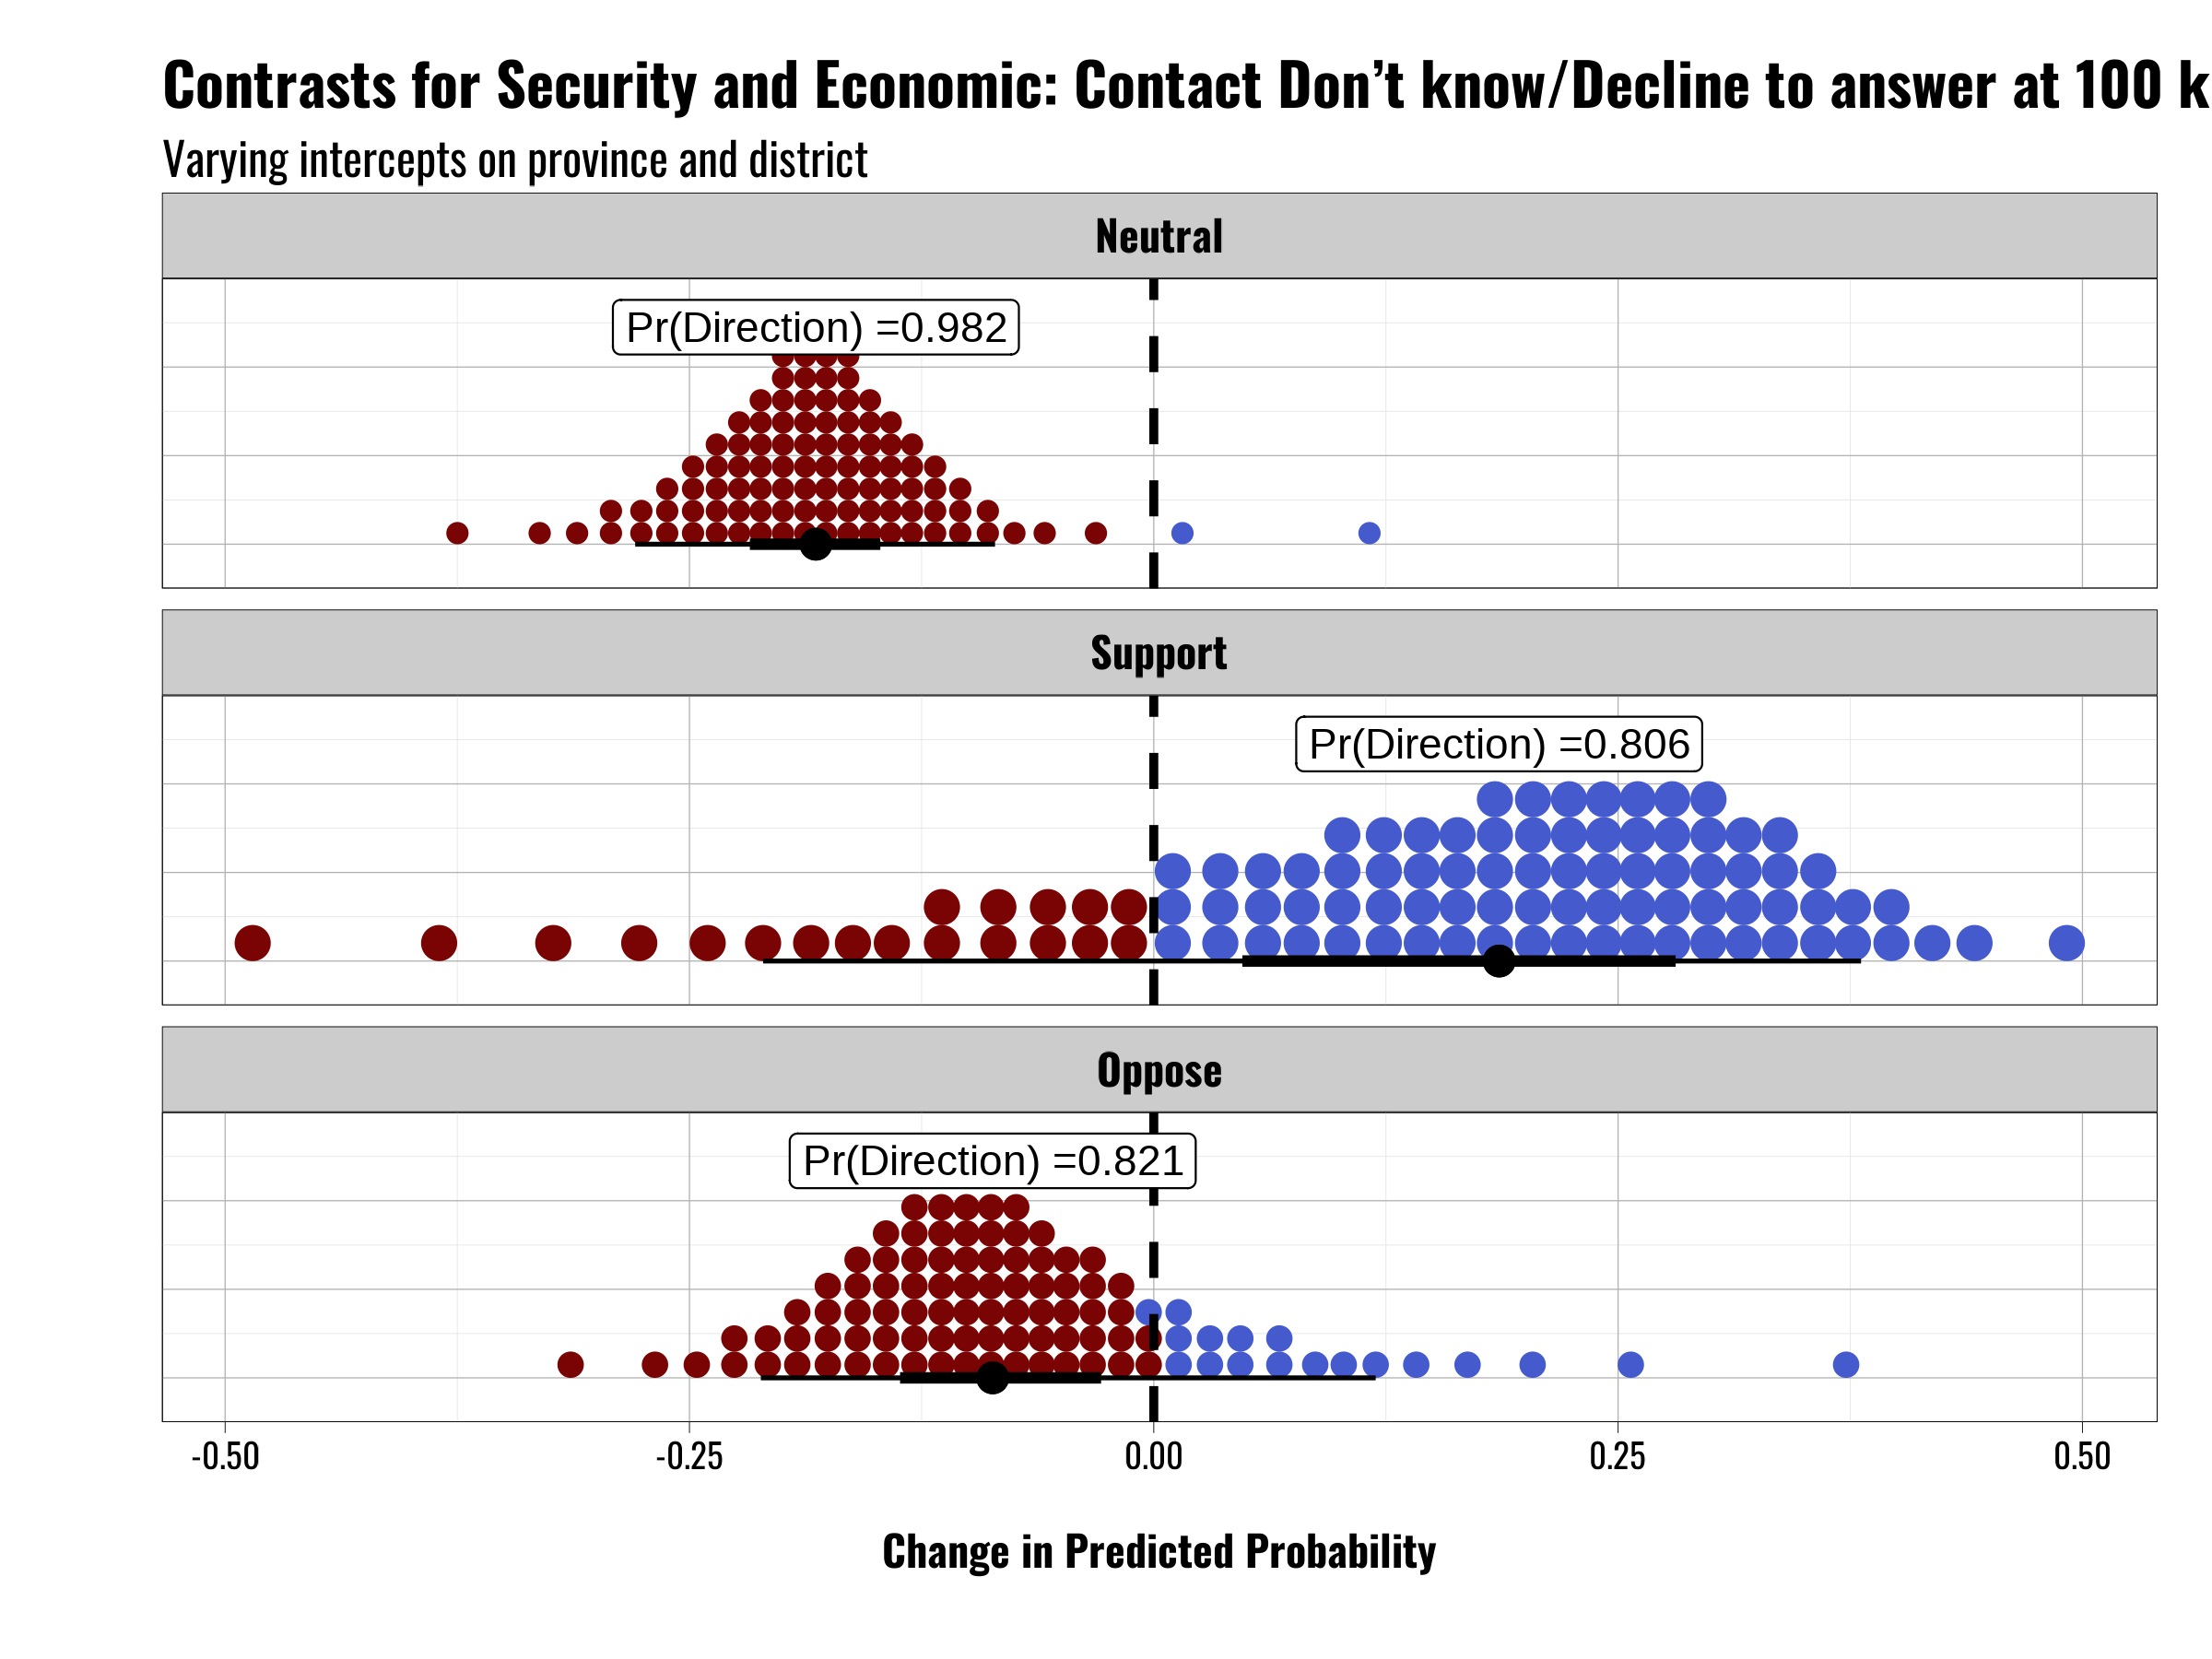 Contrasts for Security and Economic: Contact Don’t know/Decline to answer at 100 k
Varying intercepts on province and district
Neutral
Pr(Direction) =0.982
Support
Pr(Direction) =0.806
Oppose
Pr(Direction) =0.821
-0.50 -0.25 0.00 0.25 0.50
Change in Predicted Probability